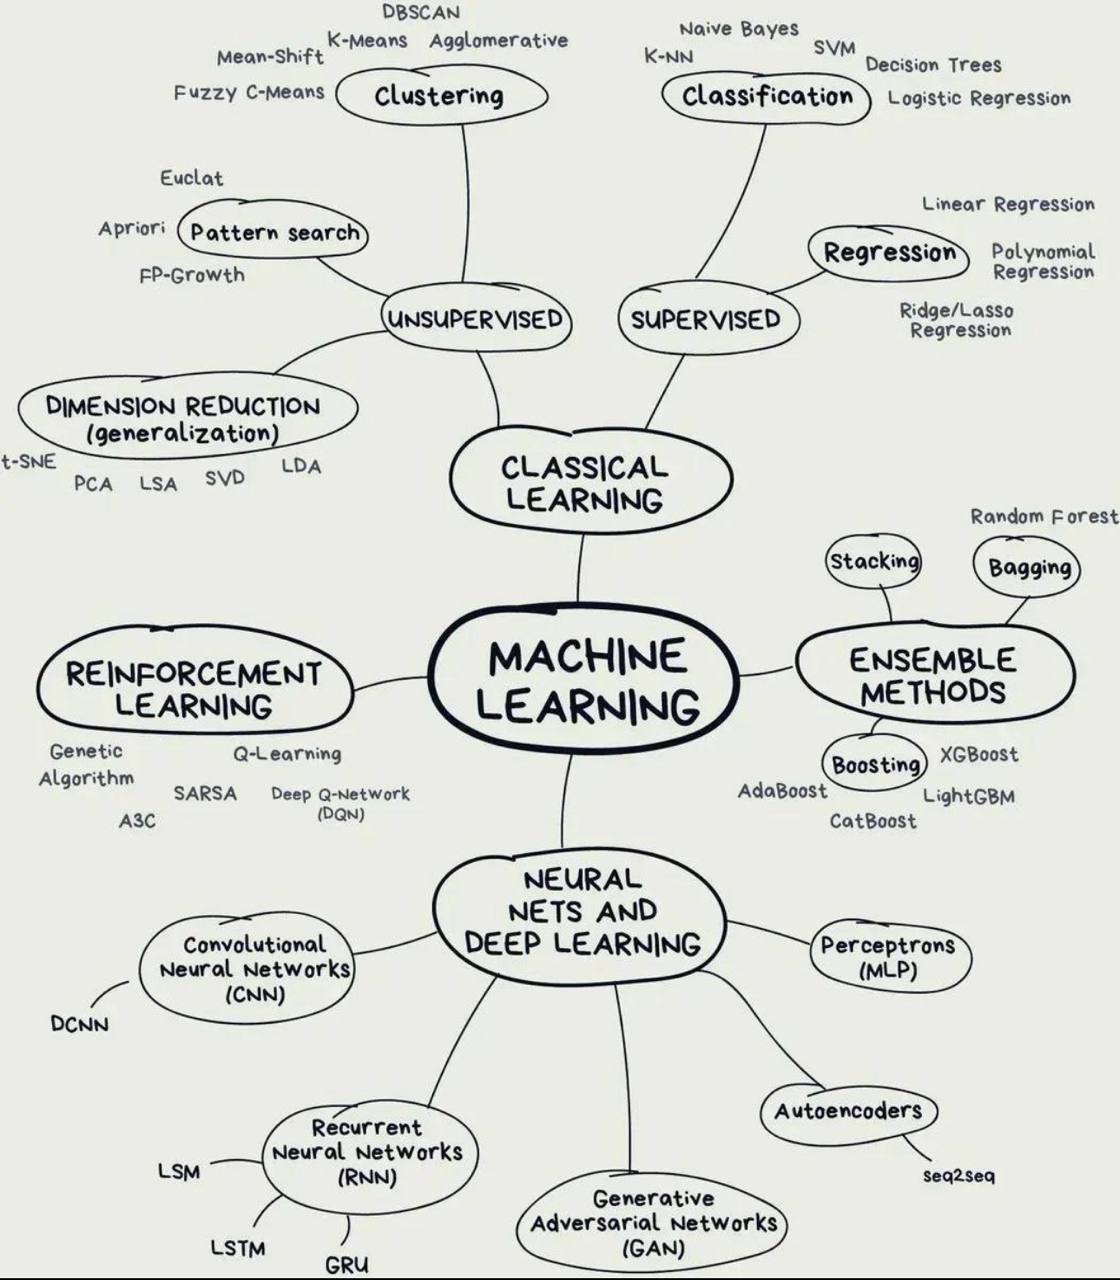 DBSCAN
K-Means
Agglomerative
Mean-Shift
Fuzzy C-Means
Clustering
Naive Bayes
K-NN
SVM
Decision Trees
Logistic Regression
Classification
Euclat
Apriori
Pattern search
FP-Growth
Linear Regression
Regression
Polynomial
Regression
Ridge/Lasso
Regression
UNSUPERVISED
SUPERVISED
DIMENSION REDUCTION
(generalization)
t-SNE
PCA
LSA
SVD
LDA
CLASSICAL
LEARNING
Random Forest
Stacking
Bagging
REINFORCEMENT
LEARNING
MACHINE
LEARNING
ENSEMBLE
METHODS
Genetic
Algorithm
Q-Learning
SARSA
Deep Q-Network
(DQN)
A3C
Boosting
XGBoost
AdaBoost
LightGBM
CatBoost
NEURAL
NETS AND
DEEP LEARNING
Convolutional
Neural Networks
(CNN)
DCNN
Perceptrons
(MLP)
Autoencoders
seq2seq
Recurrent
Neural Networks
(RNN)
LSM
LSTM
GRU
Generative
Adversarial Networks
(GAN)